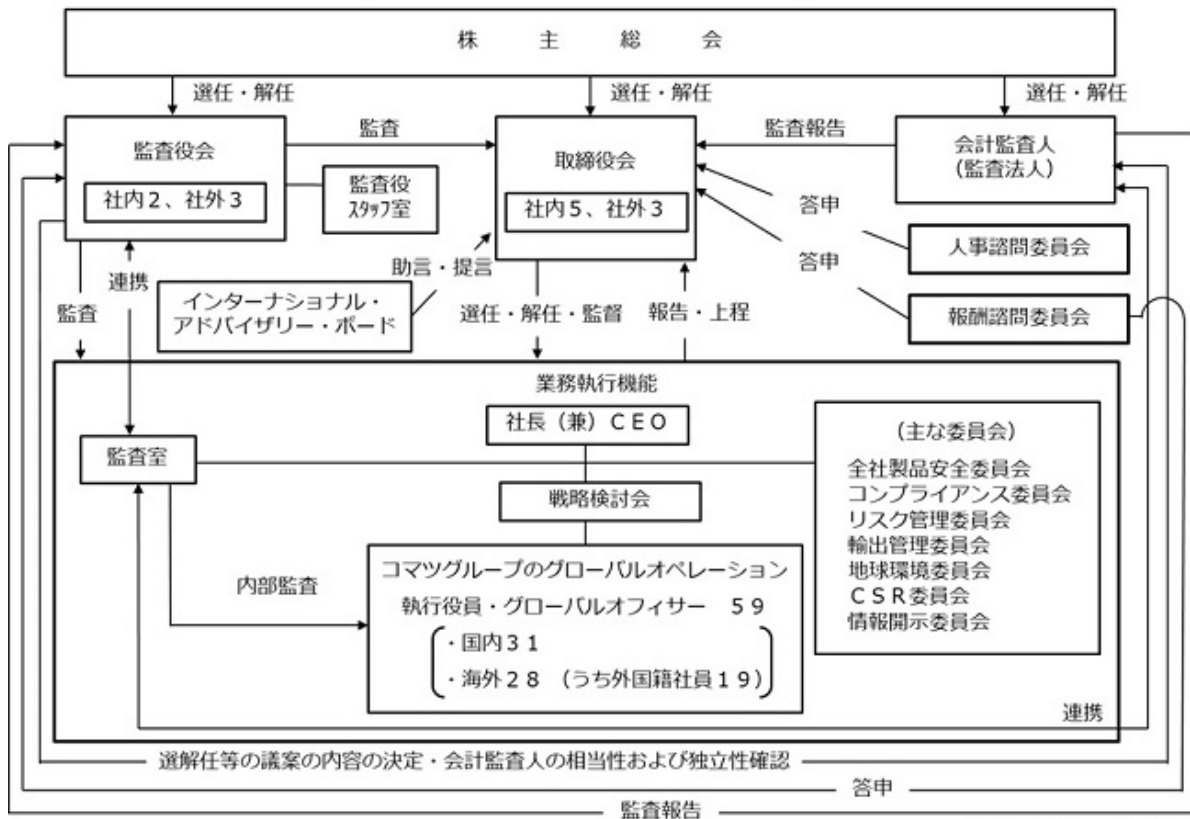 株主総会
選任・解任
選任・解任
選任・解任
監査役会
社内２、社外３
監査
監査役
スタッフ室
取締役会
社内５、社外３
監査報告
会計監査人
(監査法人)
答申
人事諮問委員会
答申
報酬諮問委員会
助言・提言
インターナショナル・
アドバイザリー・ボード
連携
監査
選任・解任・監督
報告・上程
業務執行機能
社長（兼）ＣＥＯ
監査室
戦略検討会
(主な委員会)
全社製品安全委員会
コンプライアンス委員会
リスク管理委員会
輸出管理委員会
地球環境委員会
ＣＳＲ委員会
情報開示委員会
内部監査
コマツグループのグローバルオペレーション
執行役員・グローバルオフィサー　５９
・国内３１
・海外２８　(うち外国籍社員１９)
連携
選解任等の議案の内容の決定・会計監査人の相当性および独立性確認
答申
監査報告